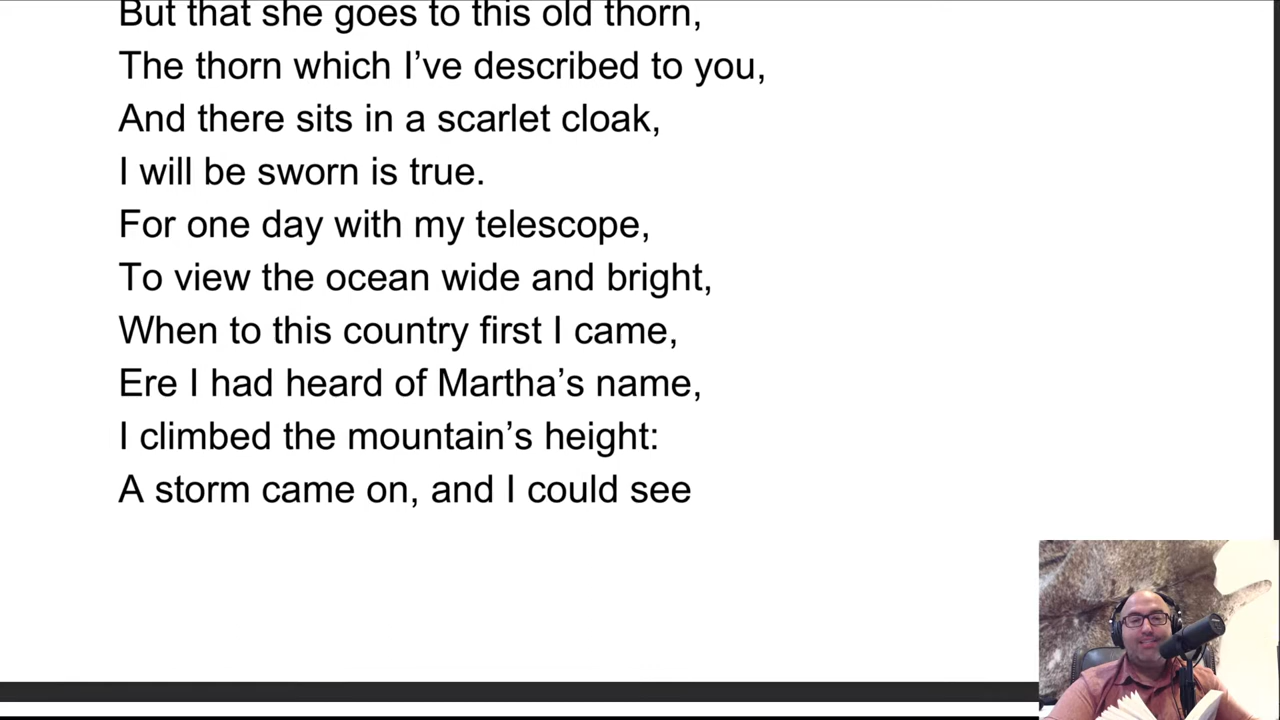 But that she goes to this old thorn,
The thorn which I’ve described to you,
And there sits in a scarlet cloak,
I will be sworn is true.
For one day with my telescope,
To view the ocean wide and bright,
When to this country first I came,
Ere I had heard of Martha’s name,
I climbed the mountain’s height:
A storm came on, and I could see